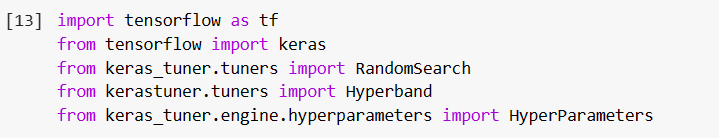 [13] import tensorflow as tf
from tensorflow import keras
from keras_tuner.tuners import RandomSearch
from kerastuner.tuners import Hyperband
from keras_tuner.engine.hyperparameters import HyperParameters